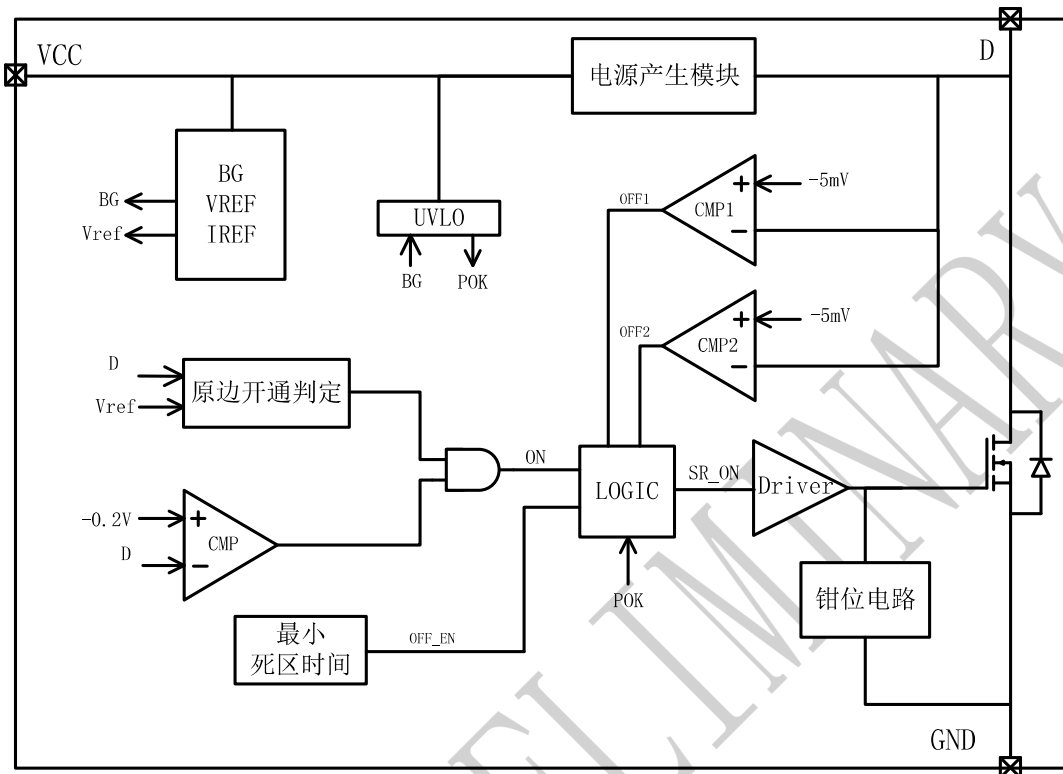 VCC
D
电源产生模块
BG
VREF
IREF
BG
Vref
UVLO
BG
POK
OFF1
+
CMP1
−
-5mV
OFF2
+
CMP2
−
-5mV
D
Vref
原边开通判定
ON
-0.2V
D
+
CMP
−
LOGIC
POK
SR_ON
Driver
钳位电路
最小
死区时间
OFF_EN
GND